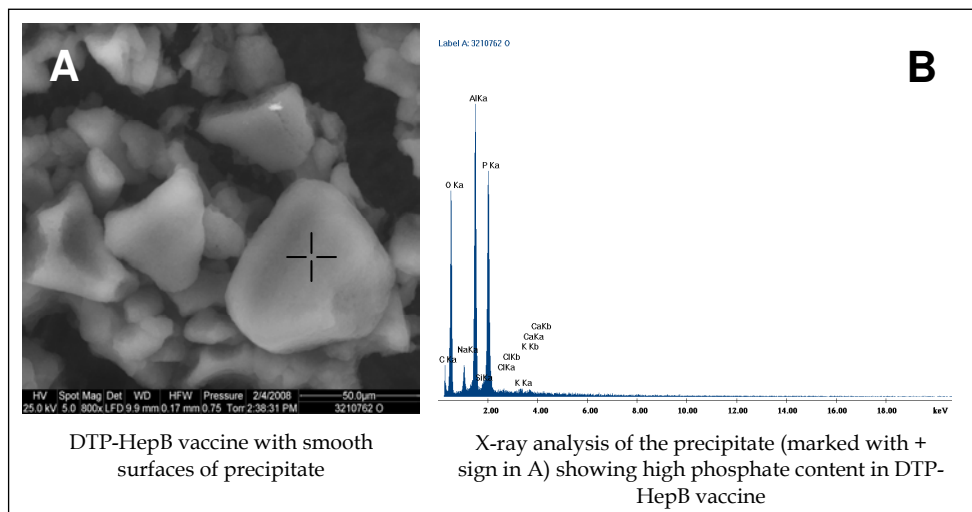 A
HV Spot Mag Det WD HFW Pressure 2/4/2008 50.0µm
25.0 kV 5.0 800x LFD 9.9 mm 0.17 mm 0.75 Torr 2:38:31 PM 3210762 O
DTP-HepB vaccine with smooth
surfaces of precipitate
Label A: 3210762 O
B
AlKa
P Ka
O Ka
CaKb
CaKa
K Kb
NaKa
ClKb
C Ka
ClKa
SiKa
K Ka
2.00 4.00 6.00 8.00 10.00 12.00 14.00 16.00 18.00 keV
X-ray analysis of the precipitate (marked with +
sign in A) showing high phosphate content in DTP-
HepB vaccine